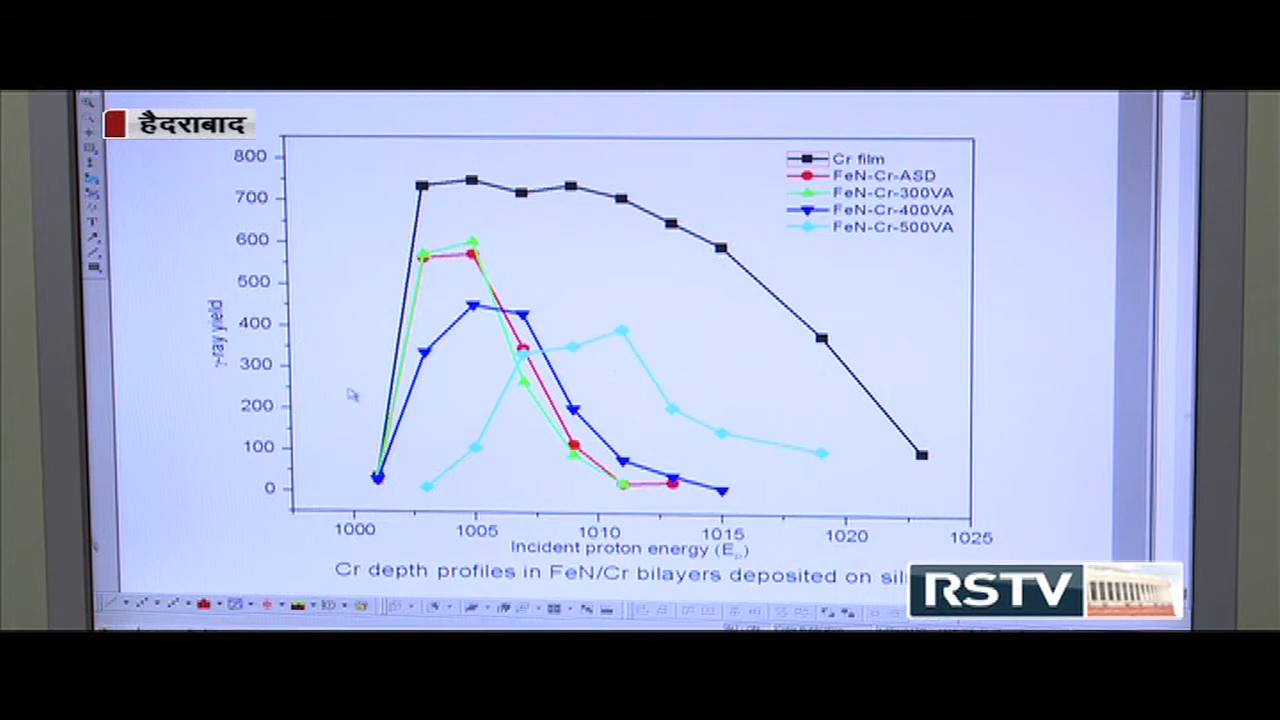 हैदराबाद
800
700
600
500
400
300
200
100
0
γ-ray yield
Cr film
FeN-Cr-ASD
FeN-Cr-300VA
FeN-Cr-400VA
FeN-Cr-500VA
1000 1005 1010 1015 1020 1025
Incident proton energy (Ep)
Cr depth profiles in FeN/Cr bilayers deposited on
RSTV